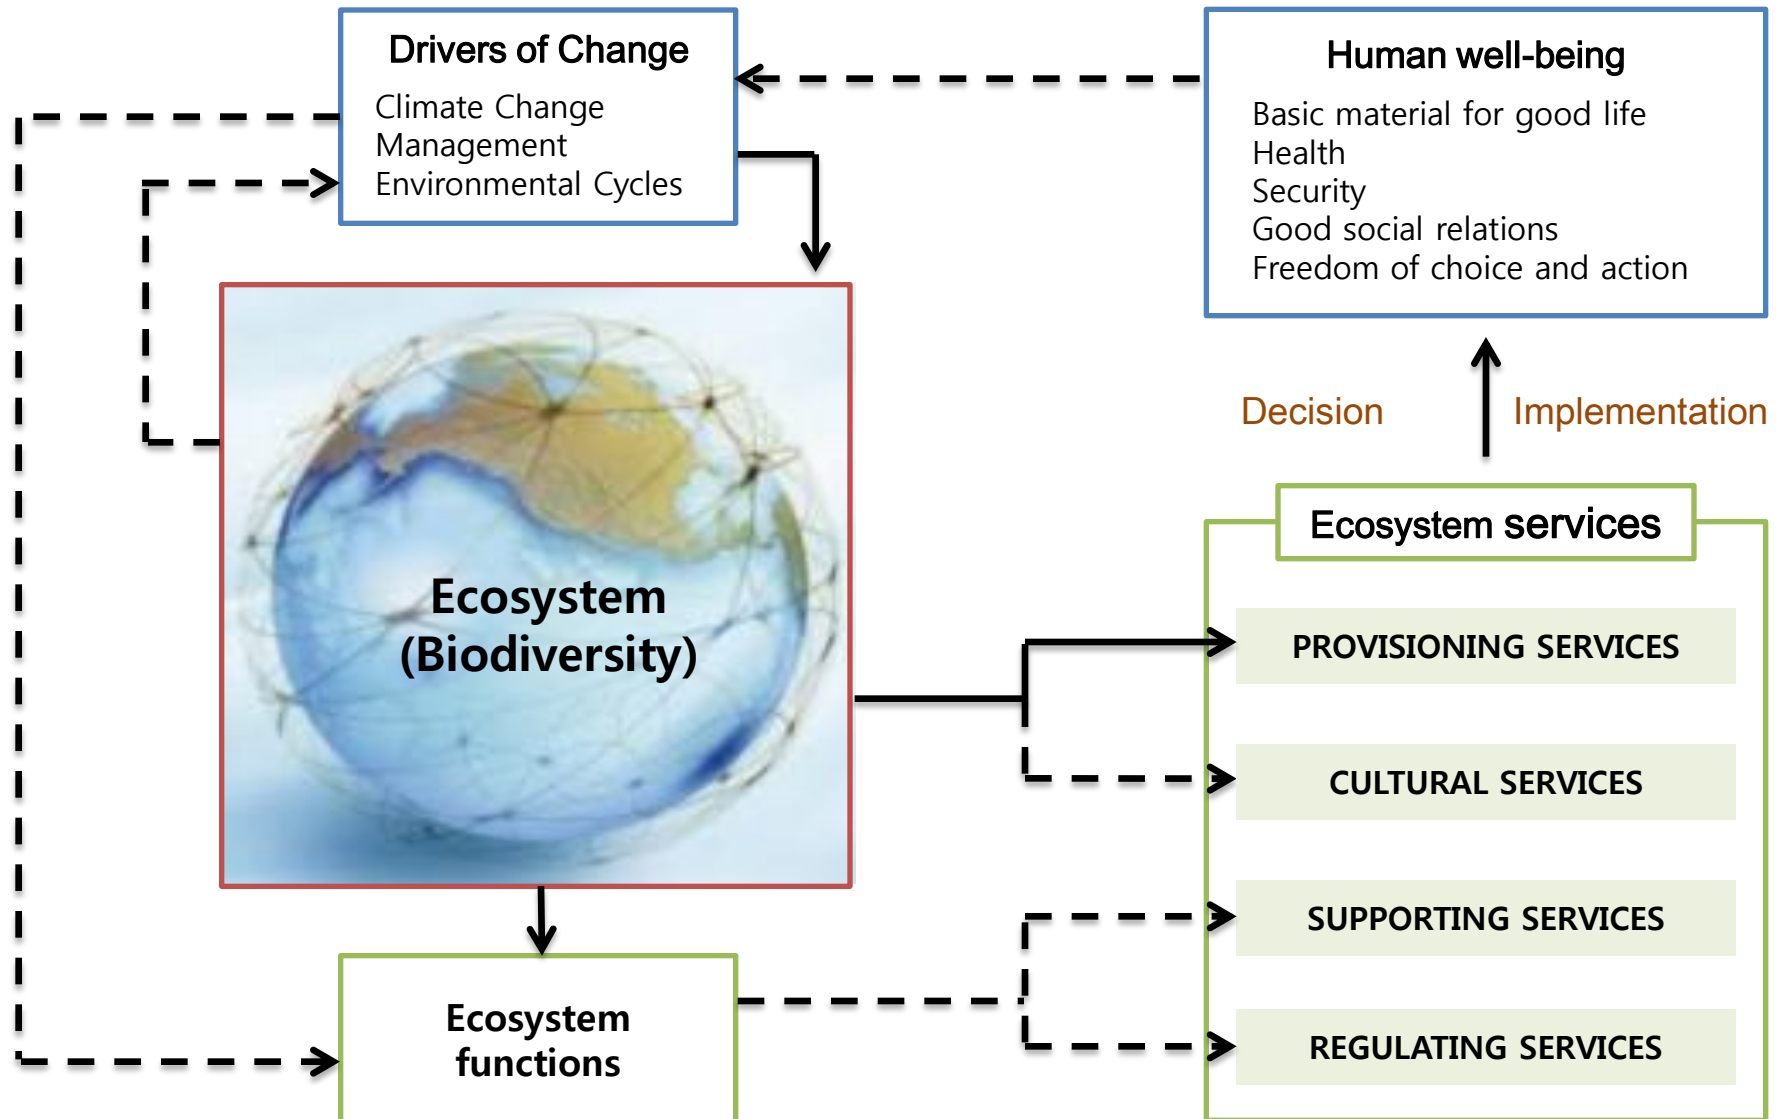 Drivers of Change
Climate Change
Management
Environmental Cycles
Human well-being
Basic material for good life
Health
Security
Good social relations
Freedom of choice and action
Decision
Implementation
Ecosystem services
Ecosystem
(Biodiversity)
PROVISIONING SERVICES
CULTURAL SERVICES
SUPPORTING SERVICES
REGULATING SERVICES
Ecosystem
functions